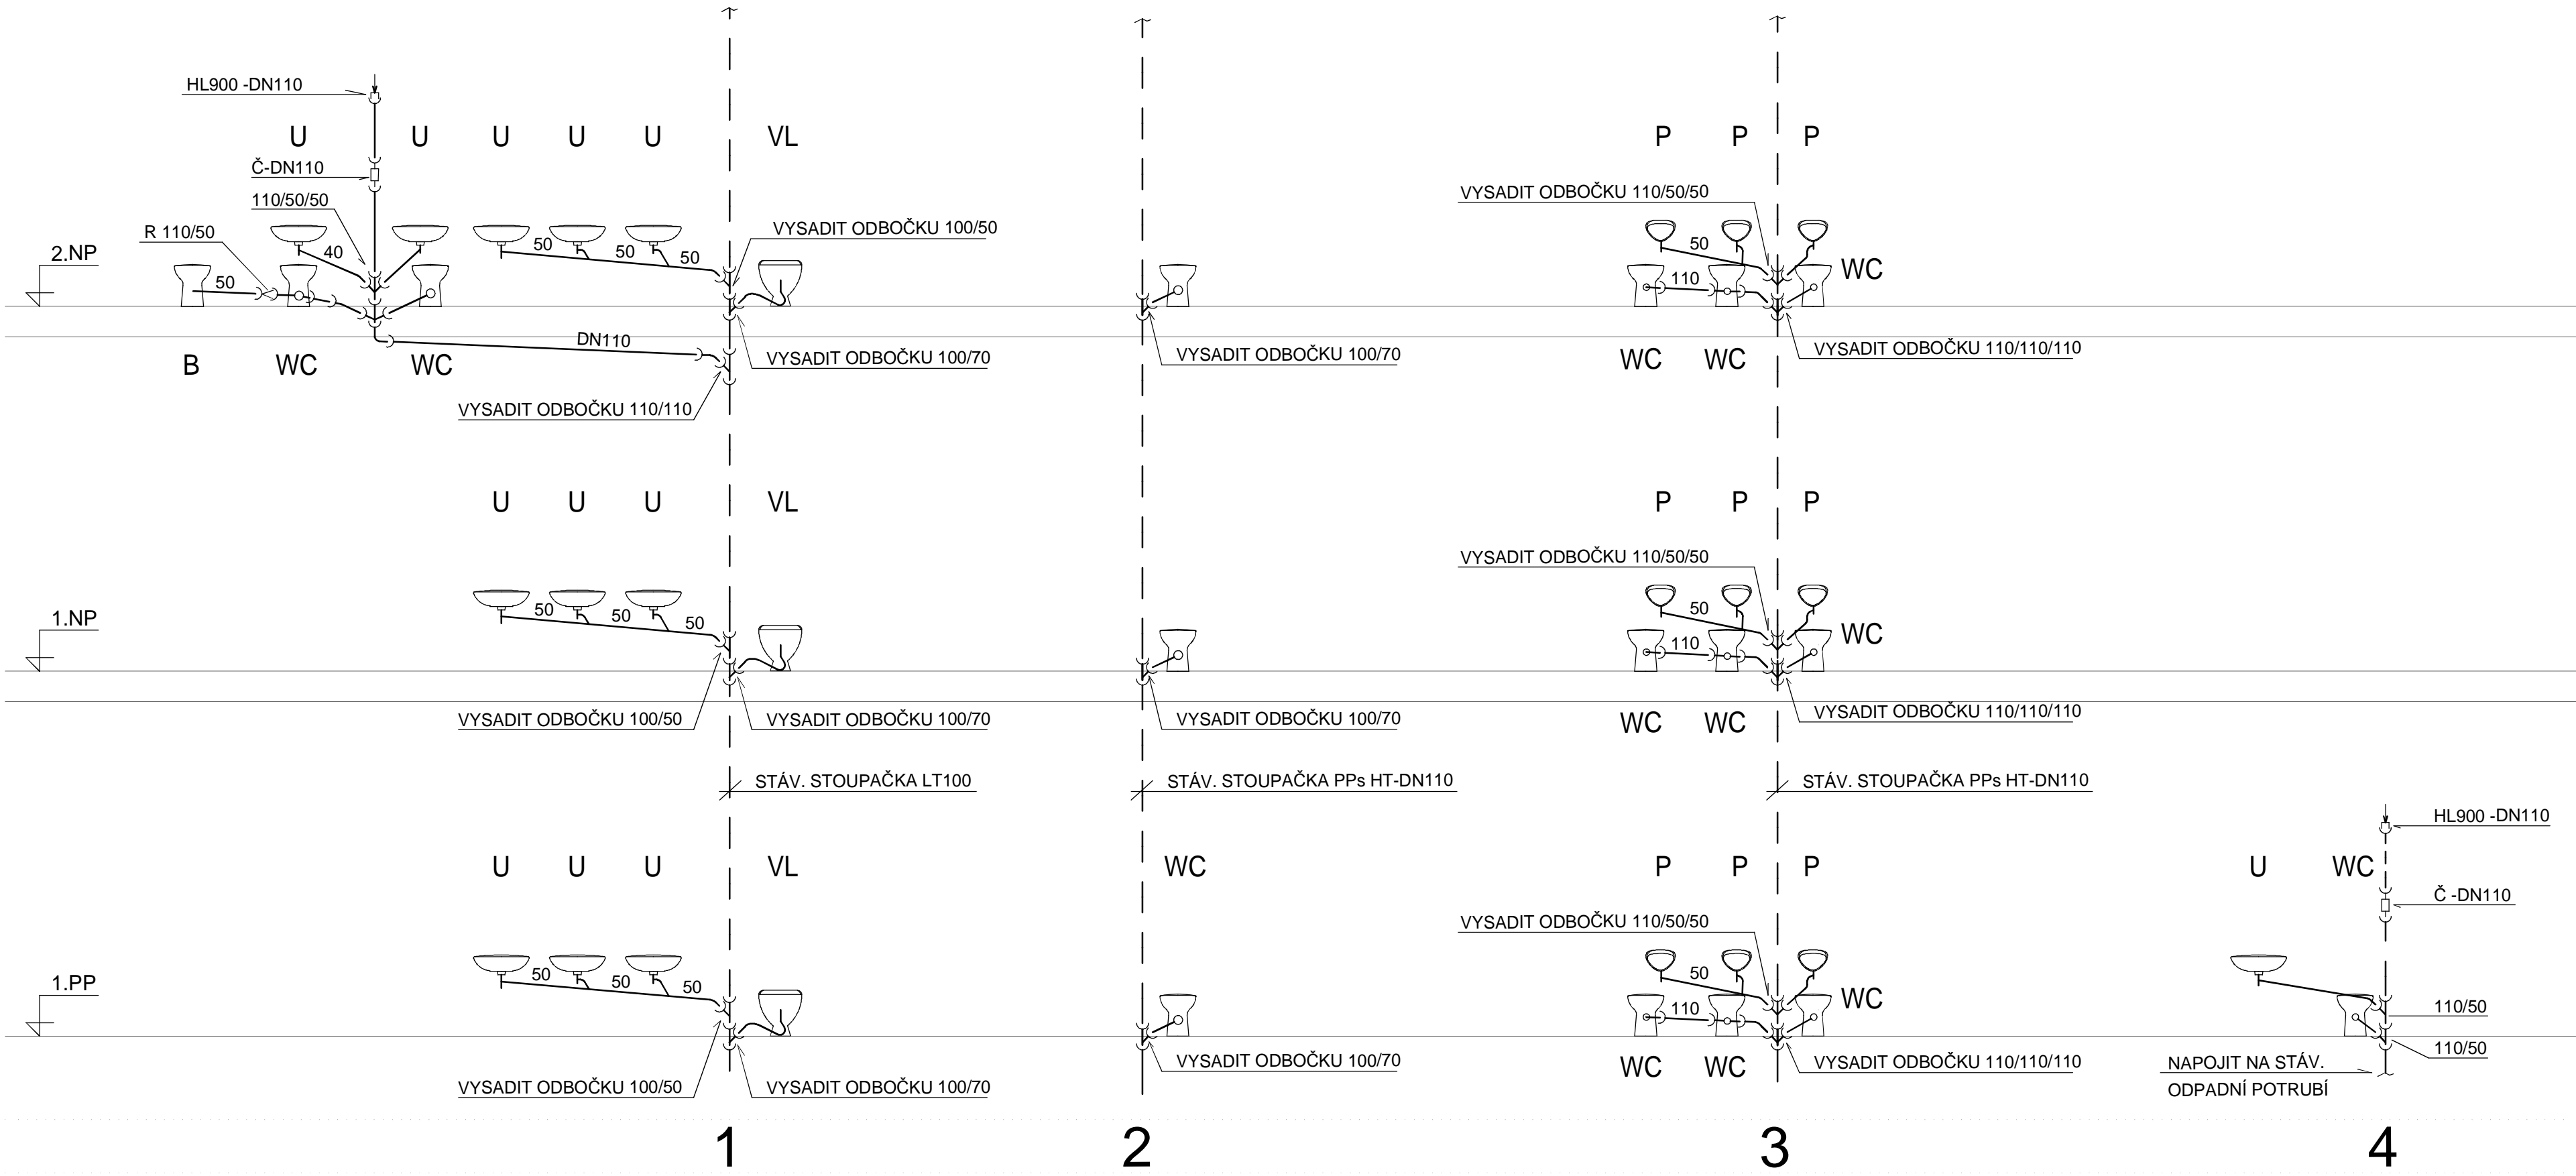 HL900 -DN110
U U U U U VL P P P
Č-DN110
110/50/50
VYSADIT ODBOČKU 110/50/50
R 110/50
VYSADIT ODBOČKU 100/50
2.NP
40
50 50 50
50
WC
50
110
DN110
VYSADIT ODBOČKU 100/70
VYSADIT ODBOČKU 100/70
VYSADIT ODBOČKU 110/110/110
B WC WC
WC WC
VYSADIT ODBOČKU 110/110
U U U VL P P P
VYSADIT ODBOČKU 110/50/50
1.NP
50 50 50
50
WC
110
VYSADIT ODBOČKU 100/50
VYSADIT ODBOČKU 100/70
VYSADIT ODBOČKU 100/70
WC WC
VYSADIT ODBOČKU 110/110/110
STÁV. STOUPAČKA LT100
STÁV. STOUPAČKA PPs HT-DN110
STÁV. STOUPAČKA PPs HT-DN110
HL900 -DN110
U U U VL WC P P P U WC
Č -DN110
VYSADIT ODBOČKU 110/50/50
1.PP
50 50 50
50
WC
110
110/50
110/50
VYSADIT ODBOČKU 100/50
VYSADIT ODBOČKU 100/70
VYSADIT ODBOČKU 100/70
WC WC
VYSADIT ODBOČKU 110/110/110
NAPOJIT NA STÁV.
ODPADNÍ POTRUBÍ
1 2 3 4